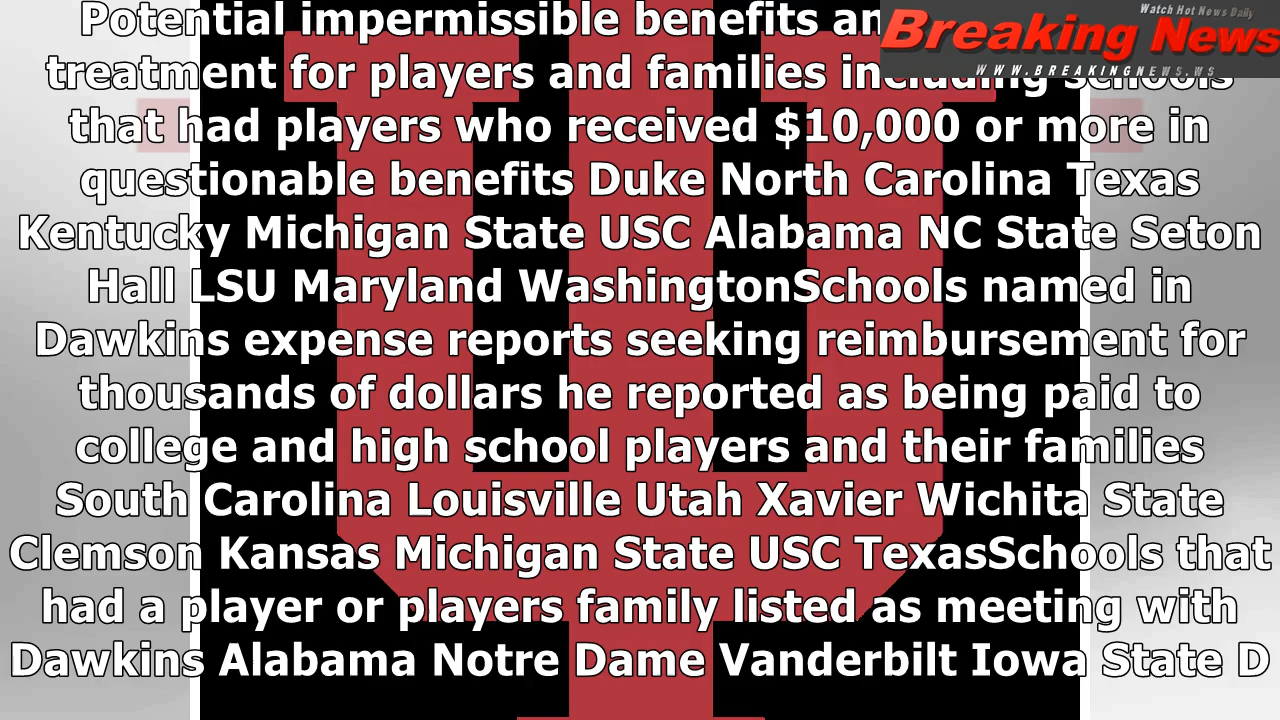 Potential impermissible benefits an
Watch Hot News Daily
Breaking News
WWW.BREAKINGNEWS.WS
treatment for players and families including schools
that had players who received $10,000 or more in
questionable benefits Duke North Carolina Texas
Kentucky Michigan State USC Alabama NC State Seton
Hall LSU Maryland WashingtonSchools named in
Dawkins expense reports seeking reimbursement for
thousands of dollars he reported as being paid to
college and high school players and their families
South Carolina Louisville Utah Xavier Wichita State
Clemson Kansas Michigan State USC TexasSchools that
had a player or players family listed as meeting with
Dawkins Alabama Notre Dame Vanderbilt Iowa State D